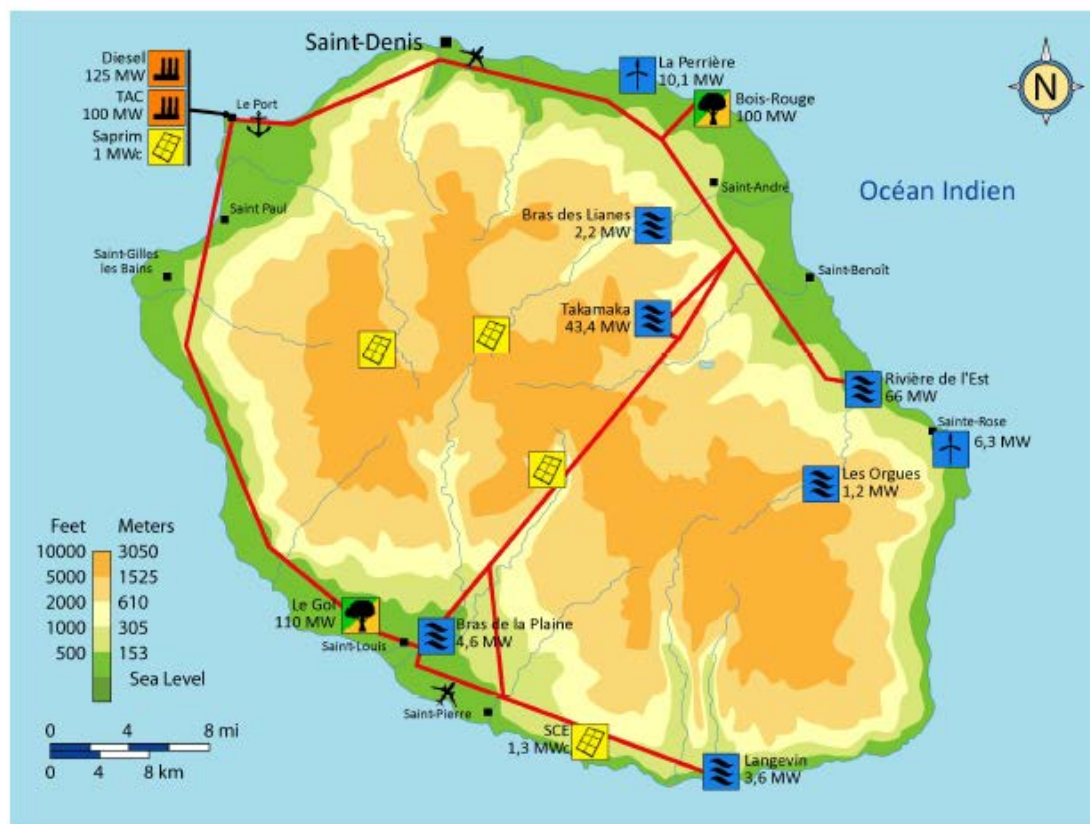 Saint-Denis
Diesel
125 MW
TAC
100 MW
Saprim
1 MWc
Le Port
La Perrière
10,1 MW
Bois-Rouge
100 MW
N
Saint-André
Océan Indien
Saint Paul
Bras des Lianes
2,2 MW
Saint-Gilles
les Bains
Saint-Benoît
Takamaka
43,4 MW
Rivière de l'Est
66 MW
Sainte-Rose
6,3 MW
Les Orgues
1,2 MW
Feet Meters
10000 3050
5000 1525
2000 610
1000 305
500 153
Sea Level
Le Gol
110 MW
Saint-Louis
Bras de la Plaine
4,6 MW
Saint-Pierre
SCE
1,3 MWc
Langevin
3,6 MW
0 4 8 mi
0 4 8 km